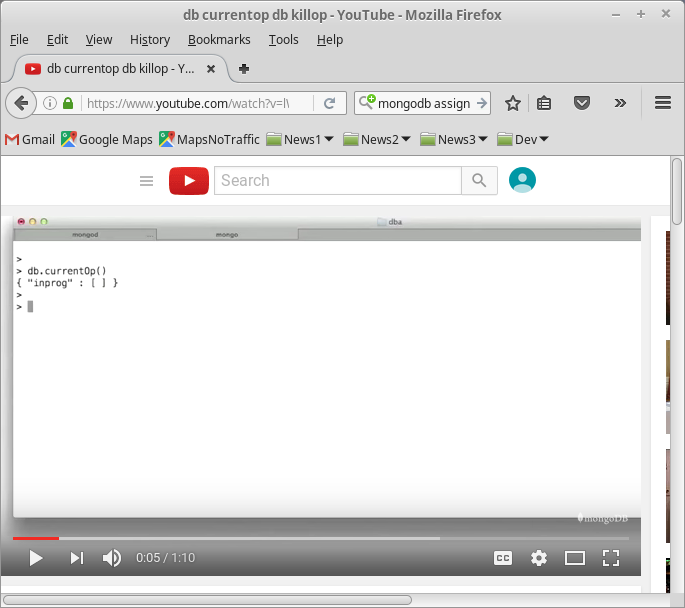 db currentop db killop - YouTube - Mozilla Firefox
File Edit View History Bookmarks Tools Help
db currentop db killop - Y...
https://www.youtube.com/watch?v=l\
mongodb assign
Gmail Google Maps MapsNoTraffic News1 News2 News3 Dev
Search
dba
mongod ... mongo
>
> db.currentOp()
{ "inprog" : [ ] }
>
>
mongoDB
0:05 / 1:10
CC